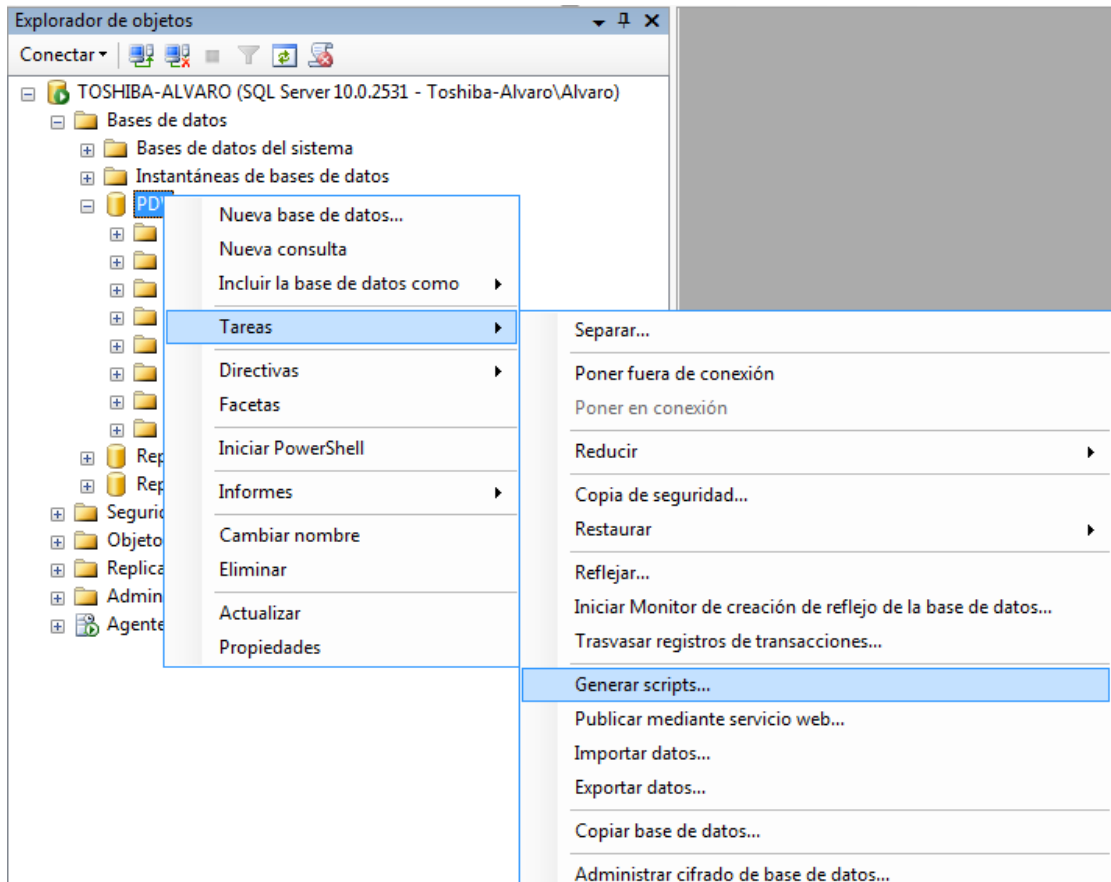 Explorador de objetos
Conectar
TOSHIBA-ALVARO (SQL Server 10.0.2531 - Toshiba-Alvaro\Alvaro)
Bases de datos
Bases de datos del sistema
Instantáneas de bases de datos
PDV
Rep
Rep
Segurid
Objeto
Replica
Admin
Agente
Nueva base de datos...
Nueva consulta
Incluir la base de datos como
Tareas
Directivas
Facetas
Iniciar PowerShell
Informes
Cambiar nombre
Eliminar
Actualizar
Propiedades
Separar...
Poner fuera de conexión
Poner en conexión
Reducir
Copia de seguridad...
Restaurar
Reflejar...
Iniciar Monitor de creación de reflejo de la base de datos...
Trasvasar registros de transacciones...
Generar scripts...
Publicar mediante servicio web...
Importar datos...
Exportar datos...
Copiar base de datos...
Administrar cifrado de base de datos...